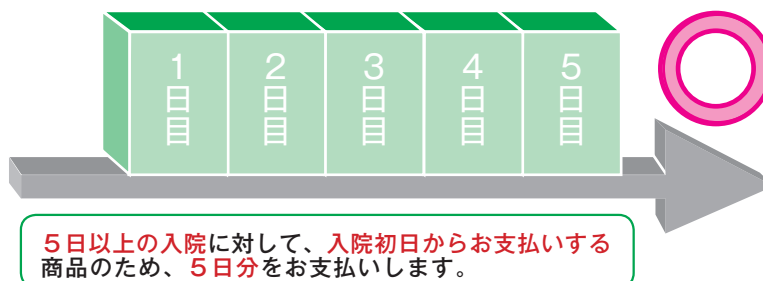 1日目
2日目
3日目
4日目
5日目
5日以上の入院に対して、入院初日からお支払いする
商品のため、5日分をお支払いします。